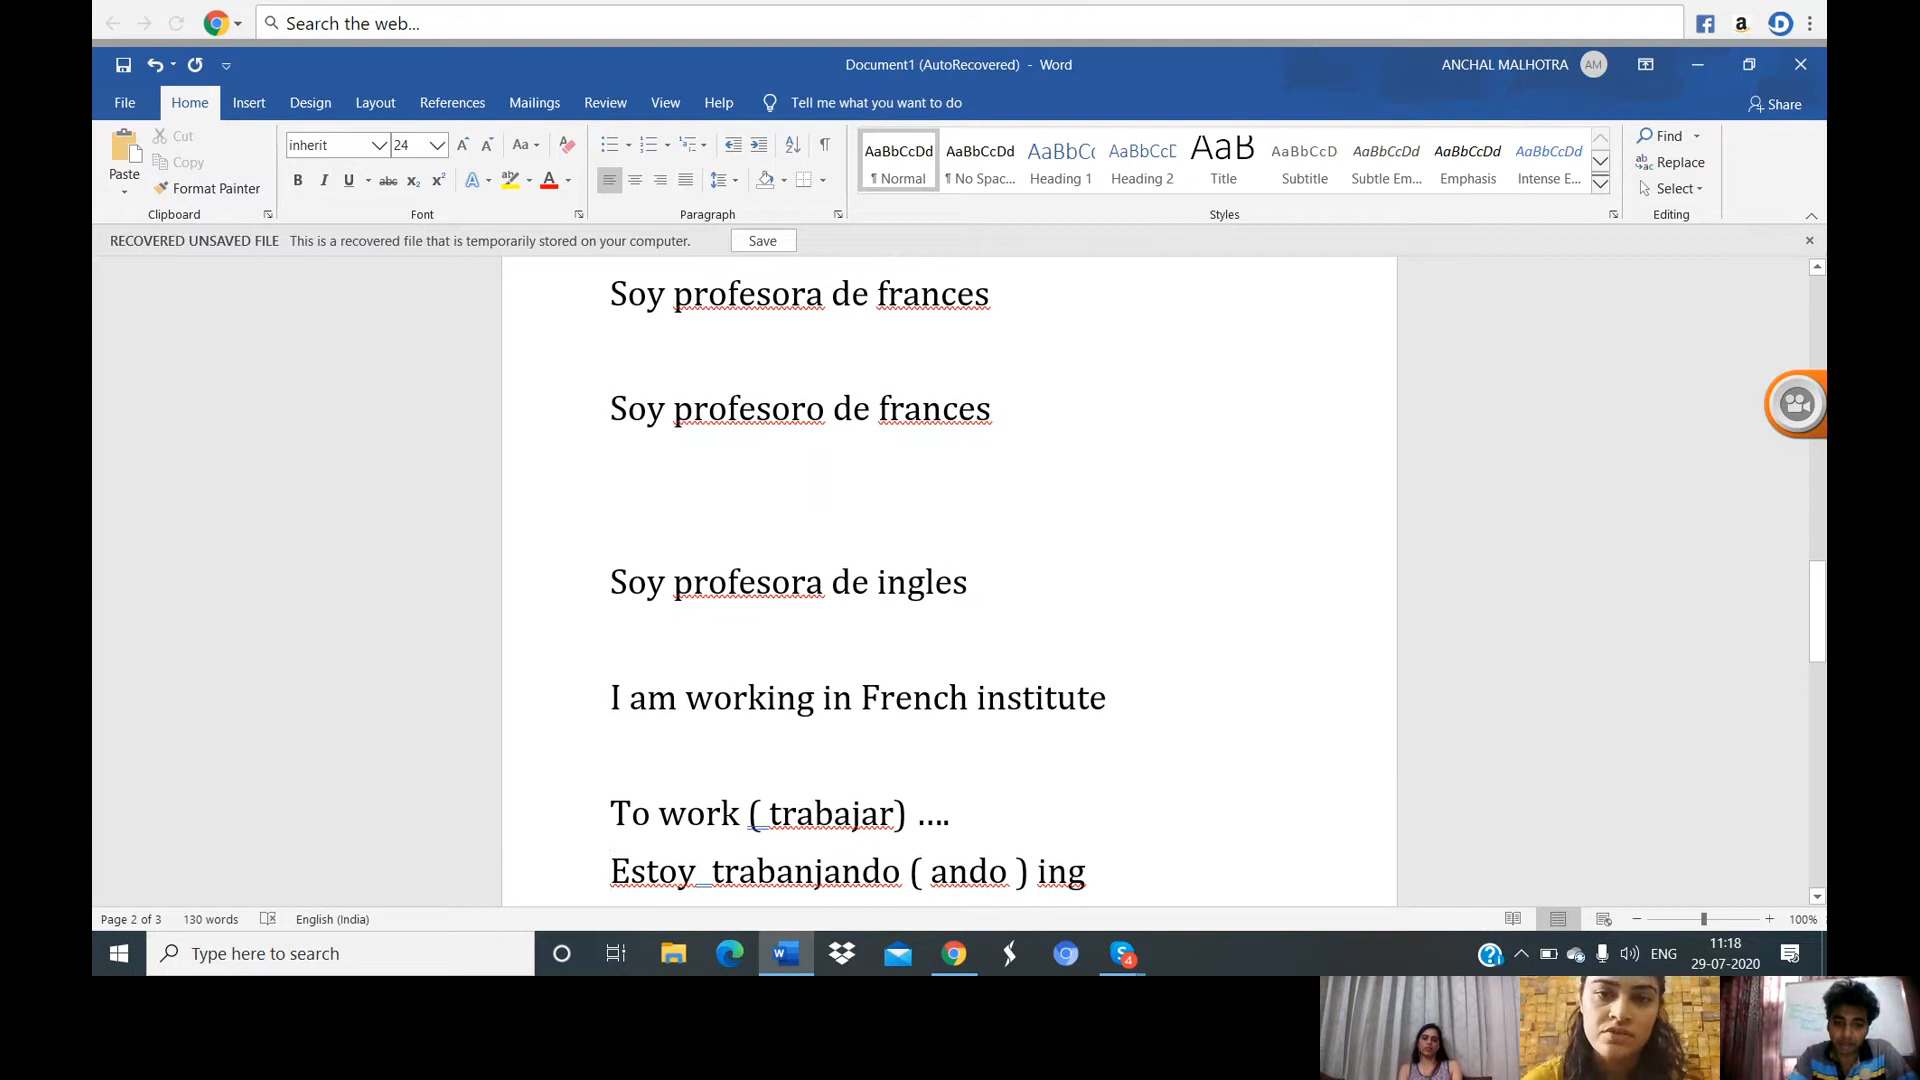 Search the web...
Document1 (AutoRecovered) - Word
ANCHAL MALHOTRA AM
File Home Insert Design Layout References Mailings Review View Help Tell me what you want to do
Share
Paste
Cut
Copy
Format Painter
Clipboard
inherit 24
Font
Paragraph
AaBbCcDd AaBbCcDd AaBbCc AaBbCcD AaB AaBbCcD AaBbCcDd AaBbCcDd AaBbCcDd
¶ Normal ¶ No Spac... Heading 1 Heading 2 Title Subtitle Subtle Em... Emphasis Intense E...
Styles
Find
Replace
Select
Editing
RECOVERED UNSAVED FILE This is a recovered file that is temporarily stored on your computer. Save
Soy profesora de frances
Soy profesoro de frances
Soy profesora de ingles
I am working in French institute
To work ( trabajar) ....
Estoy trabanjando ( ando ) ing
Page 2 of 3 130 words English (India) 100%
Type here to search
4
ENG
11:18
29-07-2020